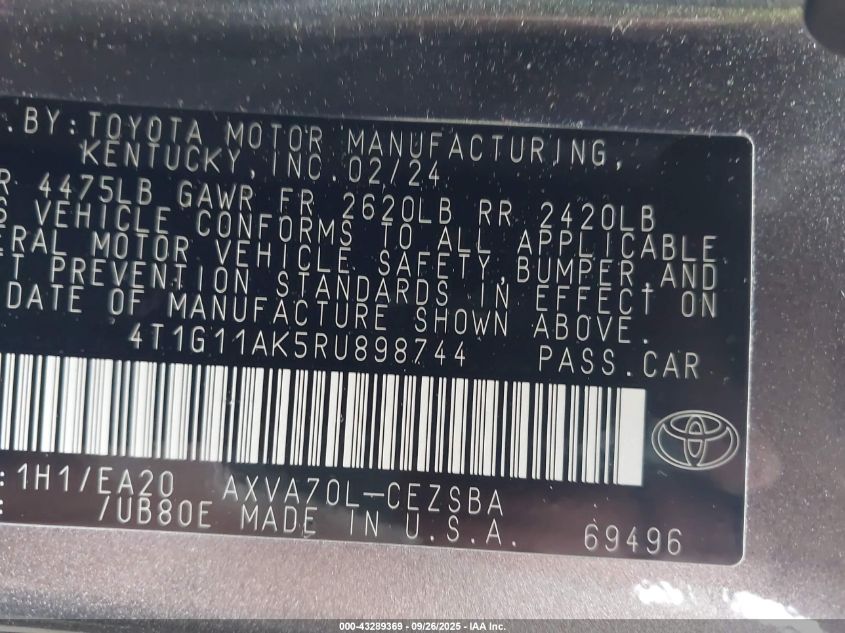 . BY: TOYOTA MOTOR MANUFACTURING,
KENTUCKY, INC. 02/24
R 4475LB GAWR FR 2620LB RR 2420LB
S VEHICLE CONFORMS TO ALL APPLICABLE
ERAL MOTOR VEHICLE SAFETY, BUMPER, AND
T PREVENTION STANDARDS IN EFFECT ON
DATE OF MANUFACTURE SHOWN ABOVE.
4T1G11AK5RU898744 PASS.CAR
: 1H1/EA20 AXVA70L-CEZSBA
: /UB80E MADE IN U.S.A. 69496
000-43289369 - 09/26/2025 - IAA Inc.